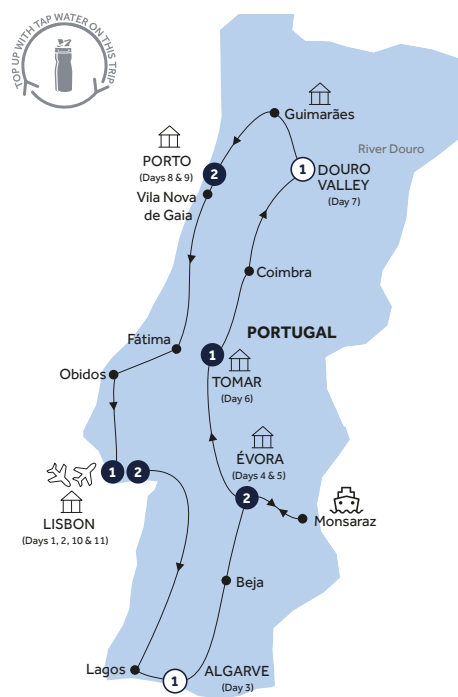 TOP UP WITH TAP WATER ON THIS TRIP
Guimarães
River Douro
PORTO
(Days 8 & 9)
2
1
DOURO
VALLEY
(Day 7)
Vila Nova
de Gaia
Coimbra
PORTUGAL
Fátima
1
TOMAR
(Day 6)
Obidos
ÉVORA
(Days 4 & 5)
1
2
2
LISBON
(Days 1, 2, 10 & 11)
Monsaraz
Beja
Lagos
1
ALGARVE
(Day 3)